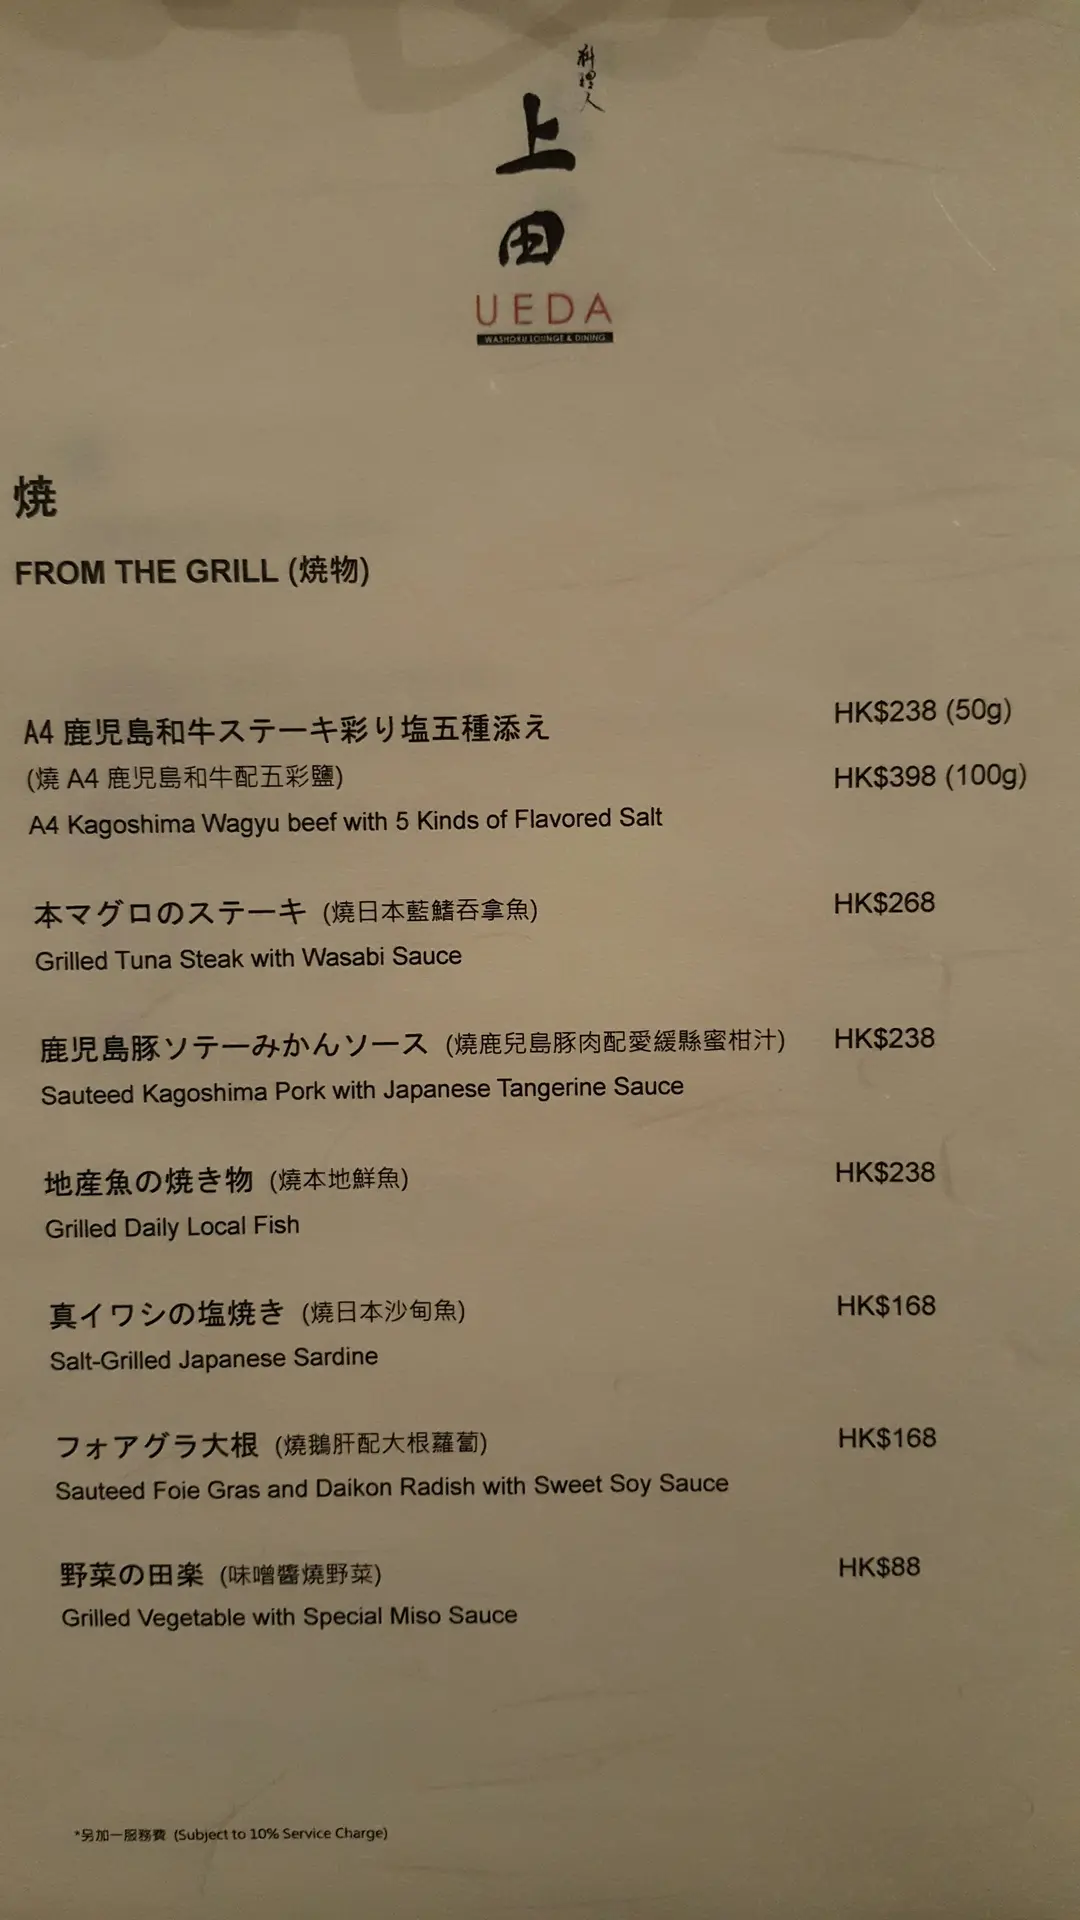 料理人
上田
UEDA
WASHOKU LOUNGE & DINING
焼
FROM THE GRILL (焼物)
A4 鹿児島和牛ステーキ彩り塩五種添え HK$238 (50g)
(燒 A4 鹿児島和牛配五彩鹽) HK$398 (100g)
A4 Kagoshima Wagyu beef with 5 Kinds of Flavored Salt
本マグロのステーキ (燒日本藍鰭吞拿魚) HK$268
Grilled Tuna Steak with Wasabi Sauce
鹿児島豚ソテーみかんソース (燒鹿兒島豚肉配愛緩縣蜜柑汁) HK$238
Sauteed Kagoshima Pork with Japanese Tangerine Sauce
地産魚の焼き物 (燒本地鮮魚) HK$238
Grilled Daily Local Fish
真イワシの塩焼き (燒日本沙甸魚) HK$168
Salt-Grilled Japanese Sardine
フォアグラ大根 (燒鵝肝配大根蘿蔔) HK$168
Sauteed Foie Gras and Daikon Radish with Sweet Soy Sauce
野菜の田楽 (味噌醬燒野菜) HK$88
Grilled Vegetable with Special Miso Sauce
*另加一服務費 (Subject to 10% Service Charge)